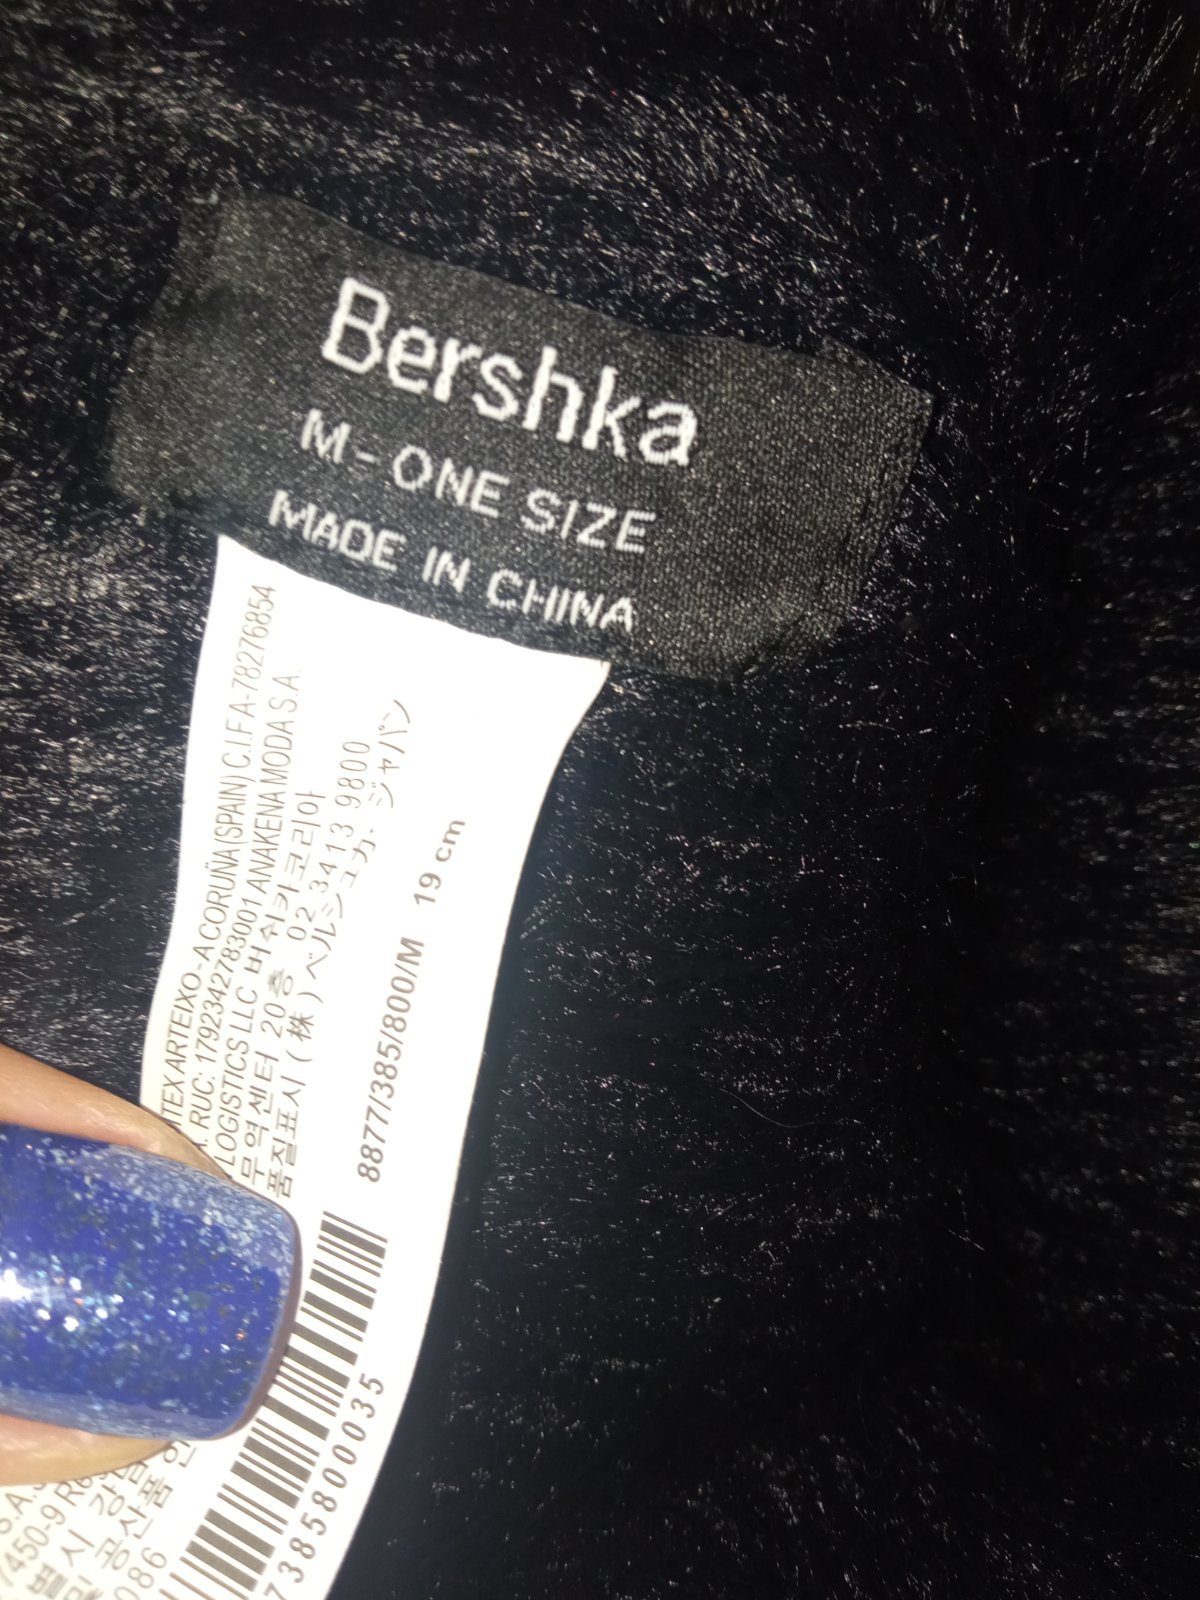 Bershka
M - ONE SIZE
MADE IN CHINA
ARTEIXO - A CORUÑA (SPAIN) C.I.F A-78276854
RUC: 1792342783001 ANAKENA MODA S.A.
LOGISTICS LLC 버쉬카코리아
무역센터 20층 02 3413 9800
품질표시 (株) ベルシュカ・ジャパン
8877/385/800/M 19 cm
738580035